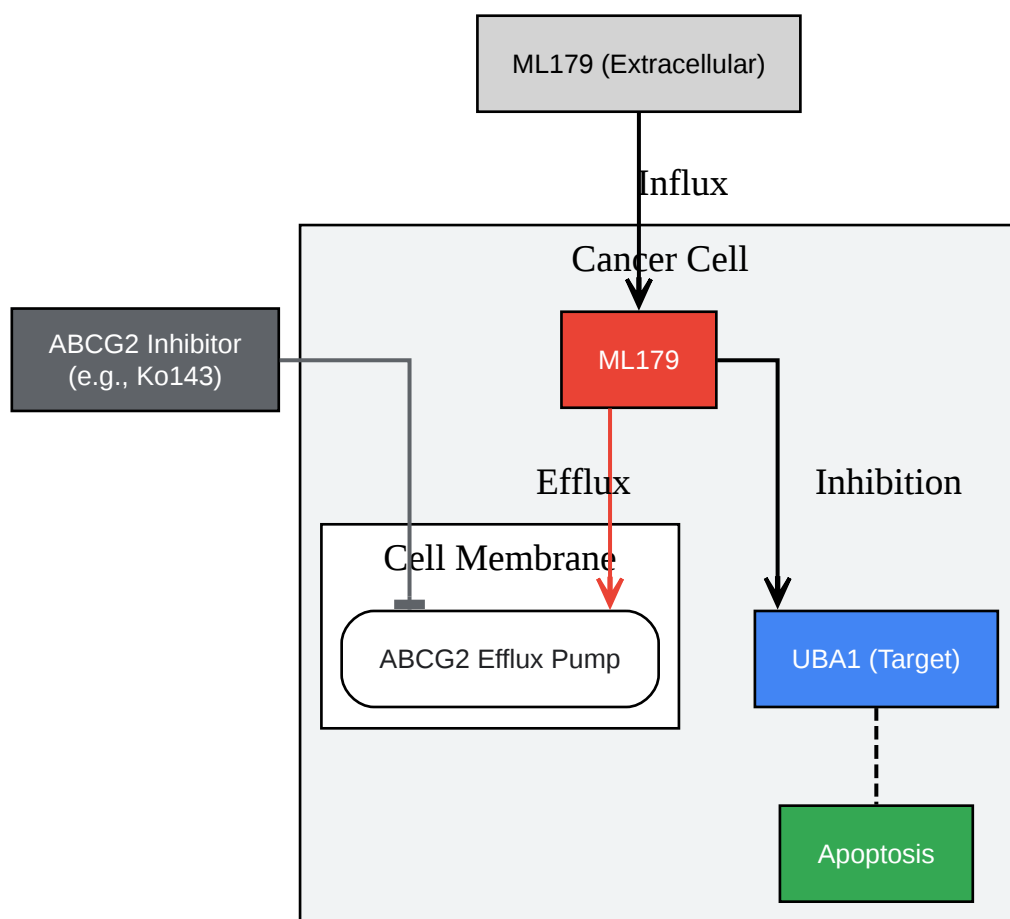 ML179 (Extracellular)
Influx
Cancer Cell
ABCG2 Inhibitor
(e.g., Ko143)
ML179
Efflux
Inhibition
Cell Membrane
ABCG2 Efflux Pump
UBA1 (Target)
Apoptosis